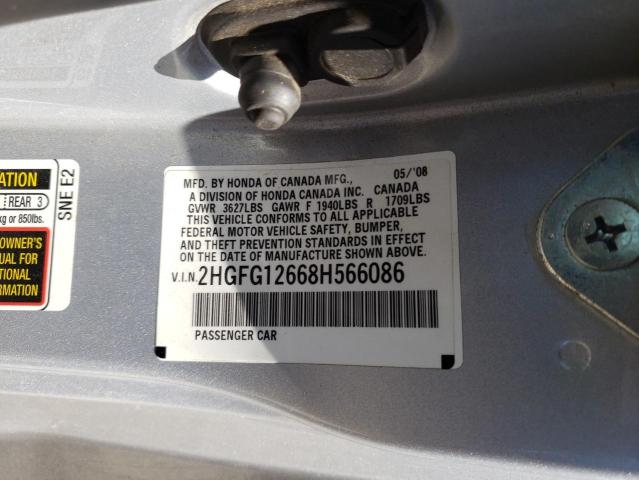 ATION
REAR 3
kg or 850lbs.
OWNER'S
UAL FOR
TIONAL
ORMATION
SNE E2
MFD. BY HONDA OF CANADA MFG., 05/'08
A DIVISION OF HONDA CANADA INC. CANADA
GVWR 3627LBS GAWR F 1940LBS R 1709LBS
THIS VEHICLE CONFORMS TO ALL APPLICABLE
FEDERAL MOTOR VEHICLE SAFETY, BUMPER,
AND THEFT PREVENTION STANDARDS IN EFFECT
ON THE DATE OF MANUFACTURE SHOWN ABOVE.
V.I.N. 2HGFG12668H566086
PASSENGER CAR